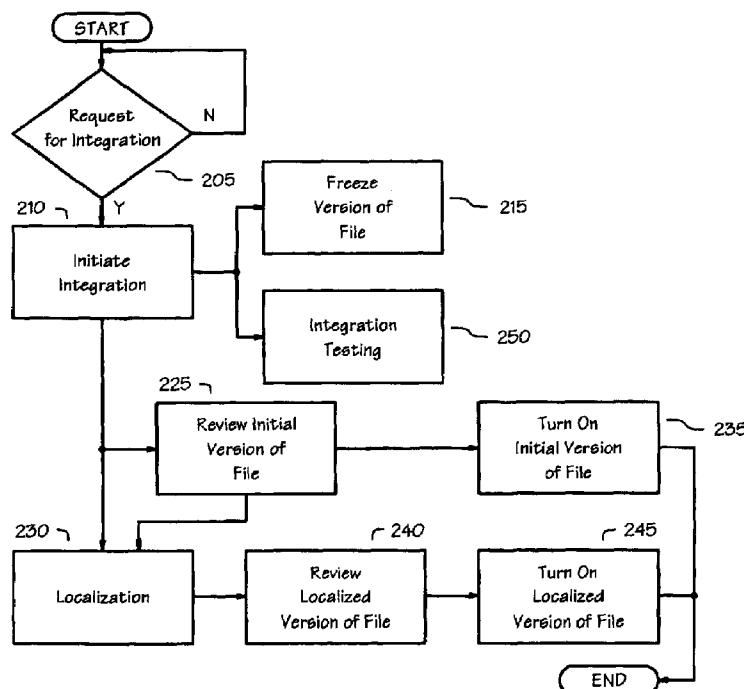 START
Request
for Integration
N
205
Y
210
Initiate
Integration
Freeze
Version of
File
215
Integration
Testing
250
225
Review Initial
Version of
File
Turn On
Initial Version
of File
235
230
Localization
240
Review
Localized
Version of File
245
Turn On
Localized
Version of File
END